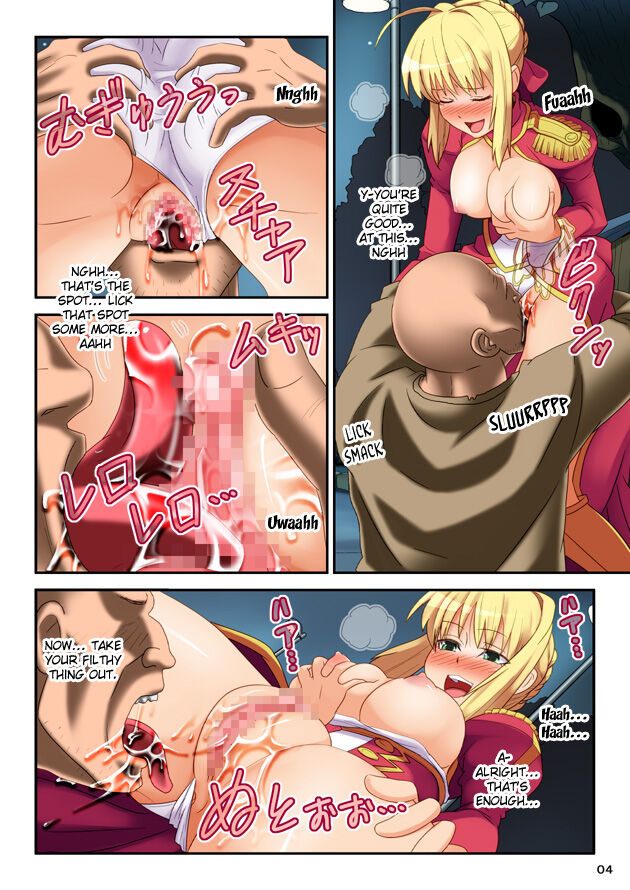 Fuaahh
Y-YOU'RE
QUITE
GOOD...
AT THIS...
NGHH
ビクンッ
SLUURRPPP
LICK
SMACK
Nnghh
むぎゅうぅっ
ヌチャア
NGHH...
THAT'S THE
SPOT... LICK
THAT SPOT
SOME MORE...
AAHH
ムキッ
レロ
レロ…
Uwaahh
ハァ…
ハァ…
Haah...
Haah...
A-
ALRIGHT...
THAT'S
ENOUGH...
NOW... TAKE
YOUR FILTHY
THING OUT.
ぬとぉぉ…
04